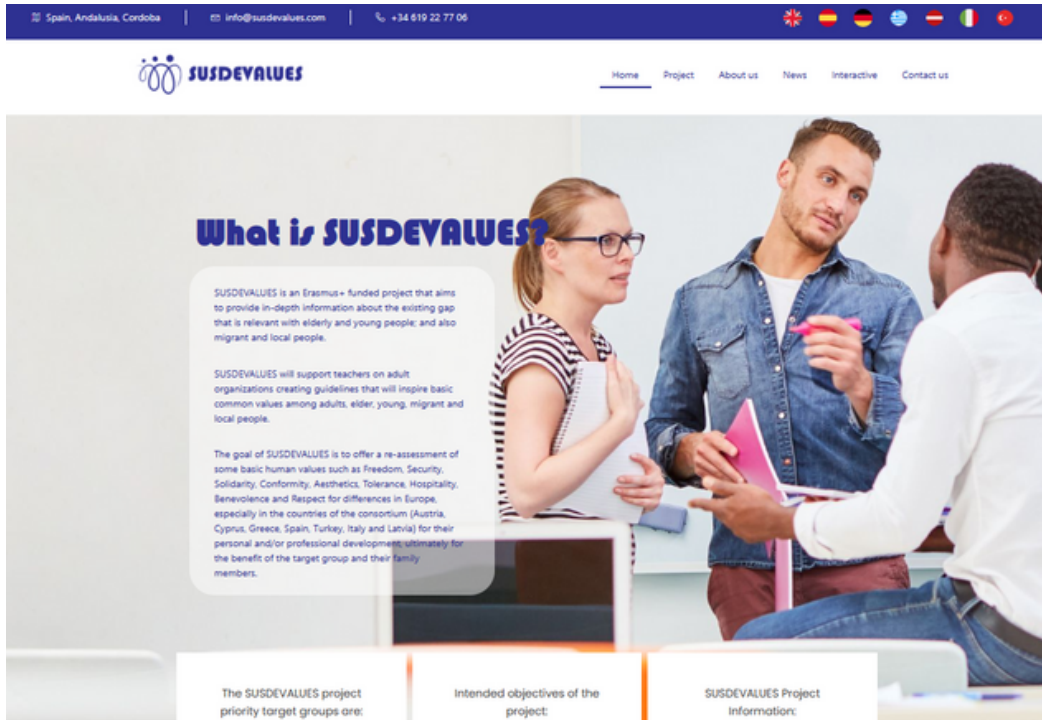 Spain, Andalusia, Cordoba
info@susdevalues.com
+34 619 22 77 06
SUSDEVALUES
Home Project About us News Interactive Contact us
What is SUSDEVALUES?
SUSDEVALUES is an Erasmus+ funded project that aims
to provide in-depth information about the existing gap
that is relevant with elderly and young people; and also
migrant and local people.
SUSDEVALUES will support teachers on adult
organizations creating guidelines that will inspire basic
common values among adults, elder, young, migrant and
local people.
The goal of SUSDEVALUES is to offer a re-assessment of
some basic human values such as Freedom, Security,
Solidarity, Conformity, Aesthetics, Tolerance, Hospitality,
Benevolence and Respect for differences in Europe,
especially in the countries of the consortium (Austria,
Cyprus, Greece, Spain, Turkey, Italy and Latvia) for their
personal and/or professional development, ultimately for
the benefit of the target group and their family
members.
The SUSDEVALUES project
priority target groups are:
Intended objectives of the
project:
SUSDEVALUES Project
Information: